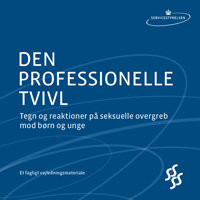 SERVICESTYRELSEN
DEN
PROFESSIONELLE
TVIVL
Tegn og reaktioner på seksuelle overgreb
mod børn og unge
Et fagligt vejledningsmateriale